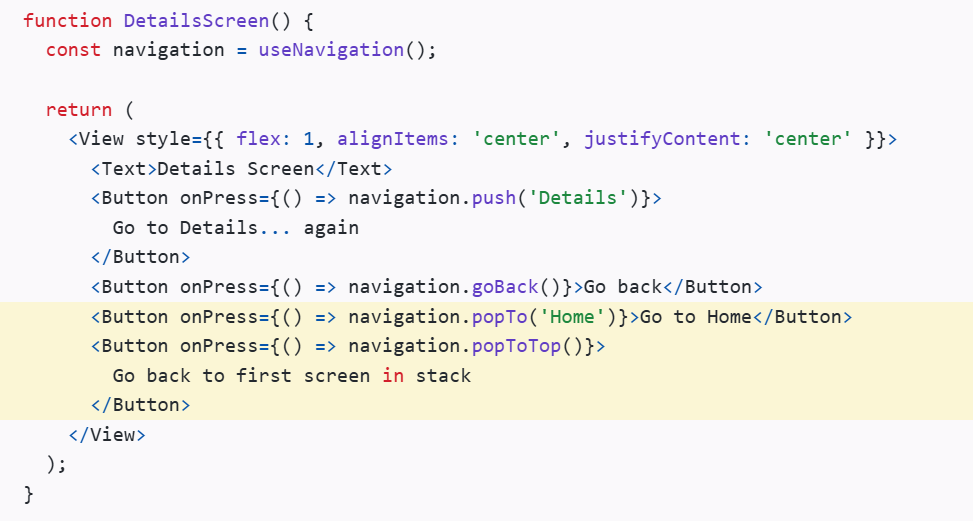 function DetailsScreen() {
  const navigation = useNavigation();

  return (
    <View style={{ flex: 1, alignItems: 'center', justifyContent: 'center' }}>
      <Text>Details Screen</Text>
      <Button onPress={() => navigation.push('Details')}>
        Go to Details... again
      </Button>
      <Button onPress={() => navigation.goBack()}>Go back</Button>
      <Button onPress={() => navigation.popTo('Home')}>Go to Home</Button>
      <Button onPress={() => navigation.popToTop()}>
        Go back to first screen in stack
      </Button>
    </View>
  );
}